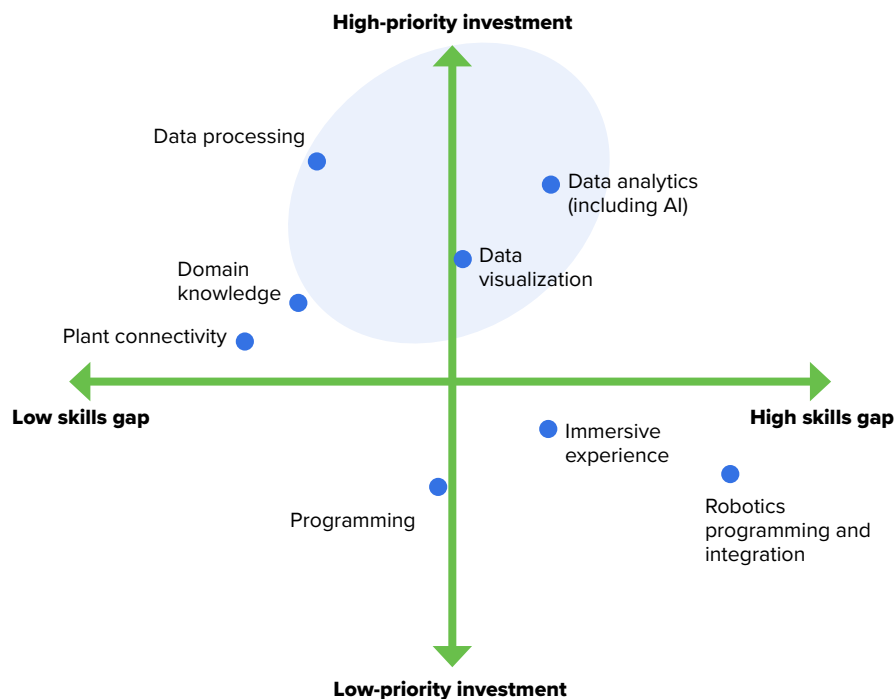 High-priority investment
Data processing
Data analytics
(including AI)
Data
visualization
Domain
knowledge
Plant connectivity
Low skills gap
High skills gap
Immersive
experience
Programming
Robotics
programming and
integration
Low-priority investment